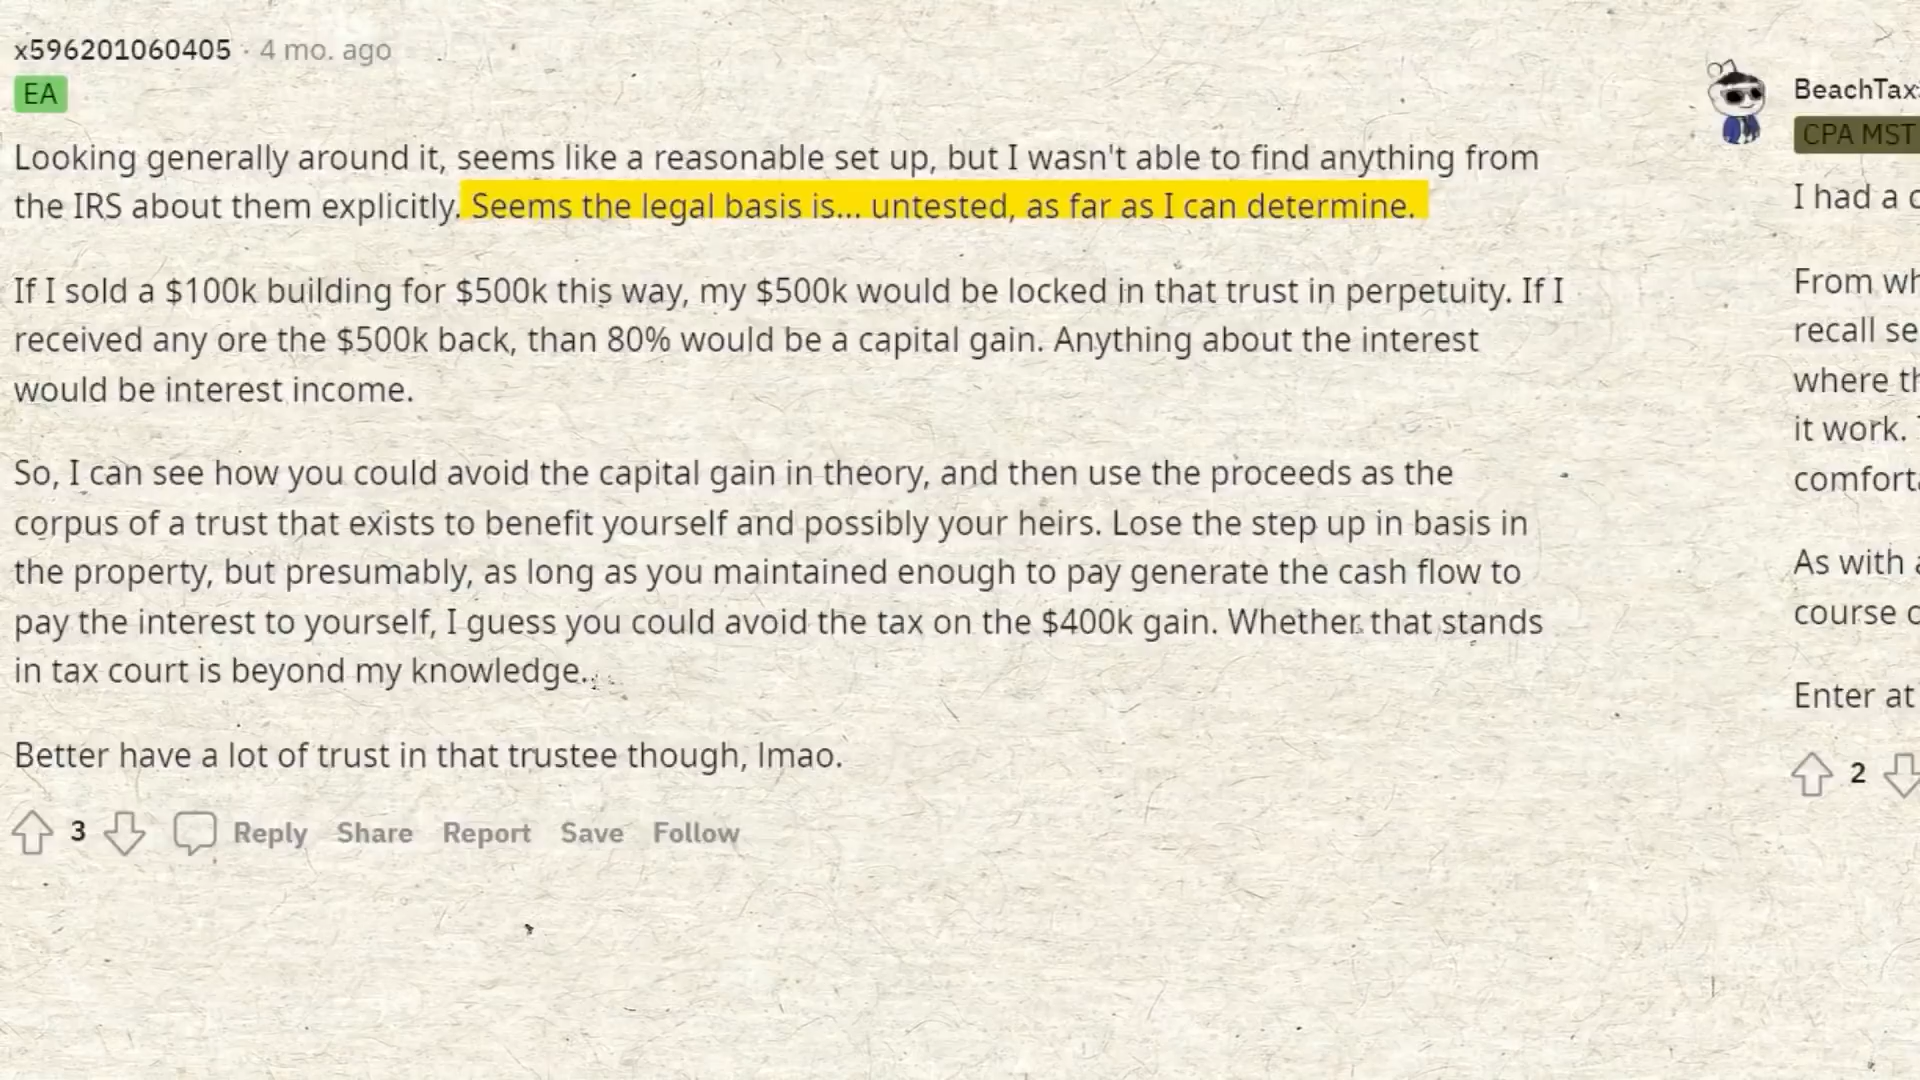 x596201060405 · 4 mo. ago
EA
Looking generally around it, seems like a reasonable set up, but I wasn't able to find anything from
the IRS about them explicitly. Seems the legal basis is... untested, as far as I can determine.
If I sold a $100k building for $500k this way, my $500k would be locked in that trust in perpetuity. If I
received any ore the $500k back, than 80% would be a capital gain. Anything about the interest
would be interest income.
So, I can see how you could avoid the capital gain in theory, and then use the proceeds as the
corpus of a trust that exists to benefit yourself and possibly your heirs. Lose the step up in basis in
the property, but presumably, as long as you maintained enough to pay generate the cash flow to
pay the interest to yourself, I guess you could avoid the tax on the $400k gain. Whether that stands
in tax court is beyond my knowledge.
Better have a lot of trust in that trustee though, lmao.
3 Reply Share Report Save Follow
BeachTax
CPA MST
I had a
From
recall
where
it work.
As with
course
Enter at
2